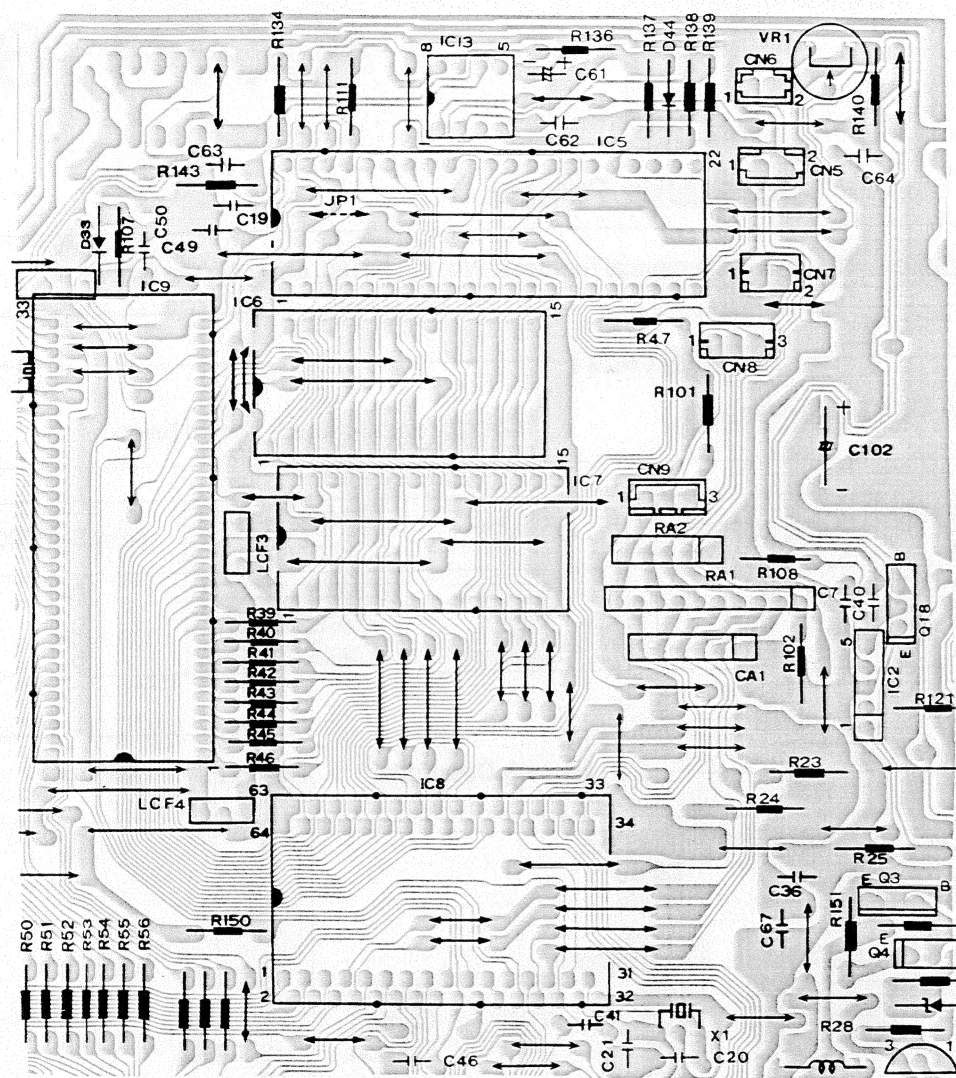 R134
8
IC13
5
R136
C61
R137
D44
R138
R139
VR1
CN6
1
2
R140
R111
1
C62
IC5
22
1
2
CN5
C64
C63
R143
C19
JP1
D33
R107
C50
C49
IC9
33
IC6
1
1
CN7
2
15
R47
1
3
CN8
R101
+
C102
-
1
15
IC7
CN9
1
3
LCF3
RA2
RA1
R108
C7
C40
B
Q18
E
1
R39
R40
R41
R42
R43
R44
R45
R46
CA1
R102
5
IC2
1
R121
1
R23
LCF4
63
IC8
33
R24
64
34
R25
C36
E
Q3
B
R50
R51
R52
R53
R54
R55
R56
R150
C67
R151
E
Q4
1
2
31
32
C41
C21
X1
C20
C46
R28
3
1